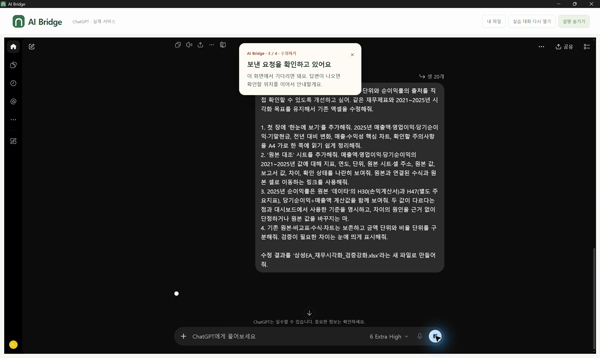 AI Bridge
AI Bridge
ChatGPT · 실제 서비스
내 파일
실습 대화 다시 열기
설명 숨기기
공유
AI Bridge · 3 / 4 · 수정하기
보낸 요청을 확인하고 있어요
이 화면에서 기다리면 돼요. 답변이 나오면
확인할 위치를 이어서 안내할게요.
셀 20개
단위와 순이익률의 출처를 직
접 확인할 수 있도록 개선하고 싶어. 같은 재무제표와 2021~2025년 시
각화 목표를 유지해서 기존 엑셀을 수정해줘.
1. 첫 장에 '한눈에 보기'를 추가해줘. 2025년 매출액·영업이익·당기순이
익·기말현금, 전년 대비 변화, 매출·수익성 핵심 차트, 확인할 주의사항
을 A4 가로 한 쪽에 읽기 쉽게 정리해줘.
2. '원본 대조' 시트를 추가해줘. 매출액·영업이익·당기순이익의
2021~2025년 값에 대해 지표, 연도, 단위, 원본 시트·셀 주소, 원본 값,
보고서 값, 차이, 확인 상태를 나란히 보여줘. 원본과 연결된 수식과 원
본 셀로 이동하는 링크를 사용해줘.
3. 2025년 순이익률은 원본 '데이터'의 H30(손익계산서)과 H47(별도 주
요지표), 당기순이익÷매출액 계산값을 함께 보여줘. 두 값이 다르다는
점과 대시보드에서 사용한 기준을 명시하고, 차이의 원인을 근거 없이
단정하거나 원본 값을 바꾸지는 마.
4. 기존 원본·비교표·수식·차트는 보존하고 금액 단위와 비율 단위를 구
분해줘. 검증이 필요한 차이는 눈에 띄게 표시해줘.
수정 결과를 '삼성EA_재무시각화_검증강화.xlsx'라는 새 파일로 만들어
줘.
ChatGPT는 실수할 수 있습니다. 중요한 정보는 확인하세요.
ChatGPT에게 물어보세요
6 Extra High